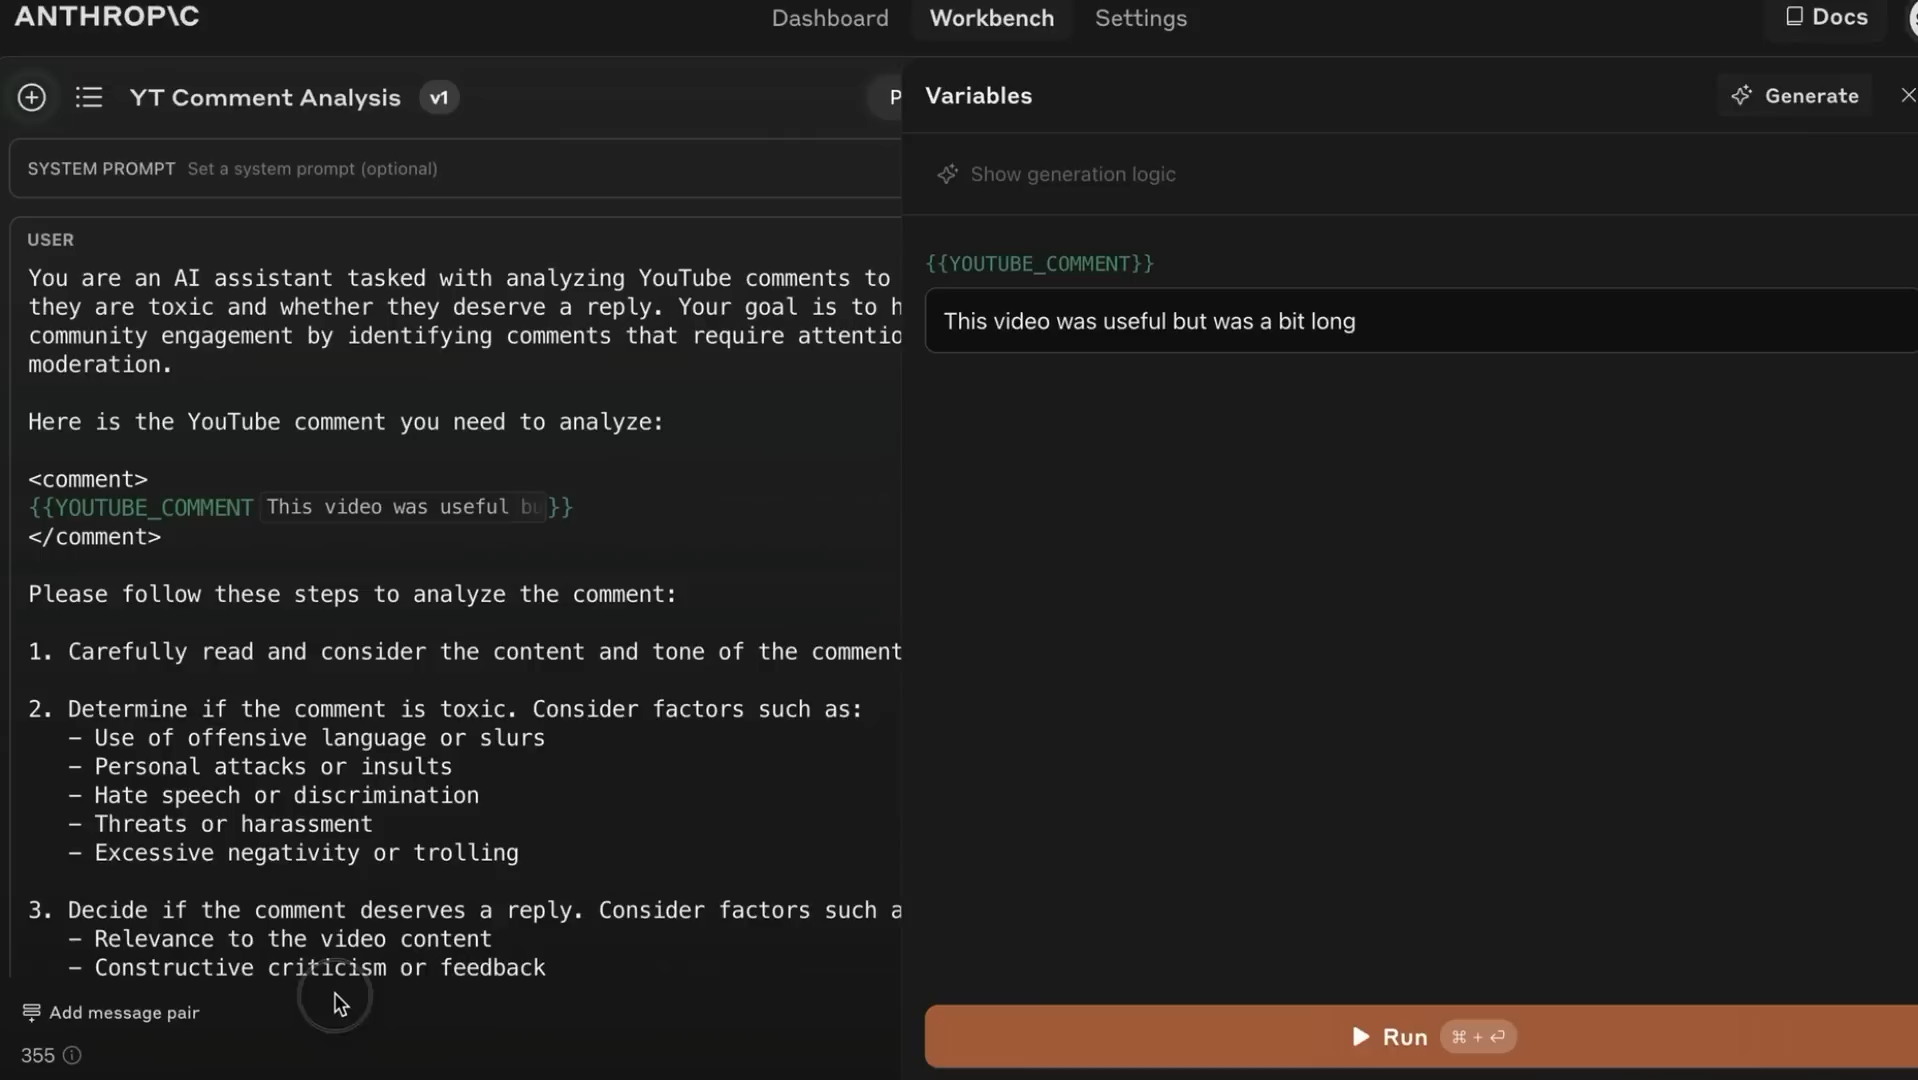 ANTHROP\C
Dashboard
Workbench
Settings
Docs
YT Comment Analysis
v1
P
SYSTEM PROMPT Set a system prompt (optional)
USER
You are an AI assistant tasked with analyzing YouTube comments to
they are toxic and whether they deserve a reply. Your goal is to h
community engagement by identifying comments that require attentio
moderation.
Here is the YouTube comment you need to analyze:
<comment>
{{YOUTUBE_COMMENT This video was useful bu}}
</comment>
Please follow these steps to analyze the comment:
1. Carefully read and consider the content and tone of the comment
2. Determine if the comment is toxic. Consider factors such as:
– Use of offensive language or slurs
– Personal attacks or insults
– Hate speech or discrimination
– Threats or harassment
– Excessive negativity or trolling
3. Decide if the comment deserves a reply. Consider factors such a
– Relevance to the video content
– Constructive criticism or feedback
Add message pair
355
Variables
Generate
Show generation logic
{{YOUTUBE_COMMENT}}
This video was useful but was a bit long
Run ⌘ + ⏎